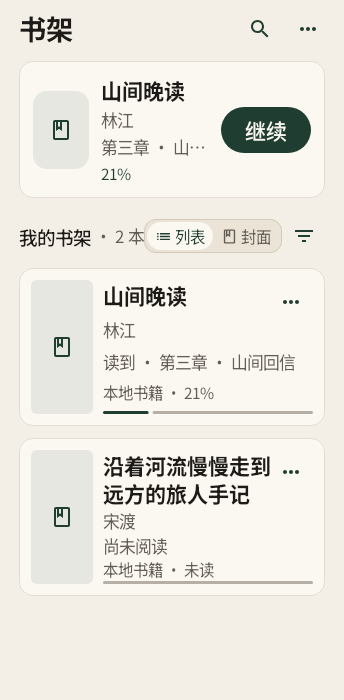 书架
山间晚读
林江
第三章 • 山…
21%
继续
我的书架 • 2 本
列表
封面
山间晚读
林江
读到 • 第三章 • 山间回信
本地书籍 • 21%
沿着河流慢慢走到
远方的旅人手记
宋渡
尚未阅读
本地书籍 • 未读